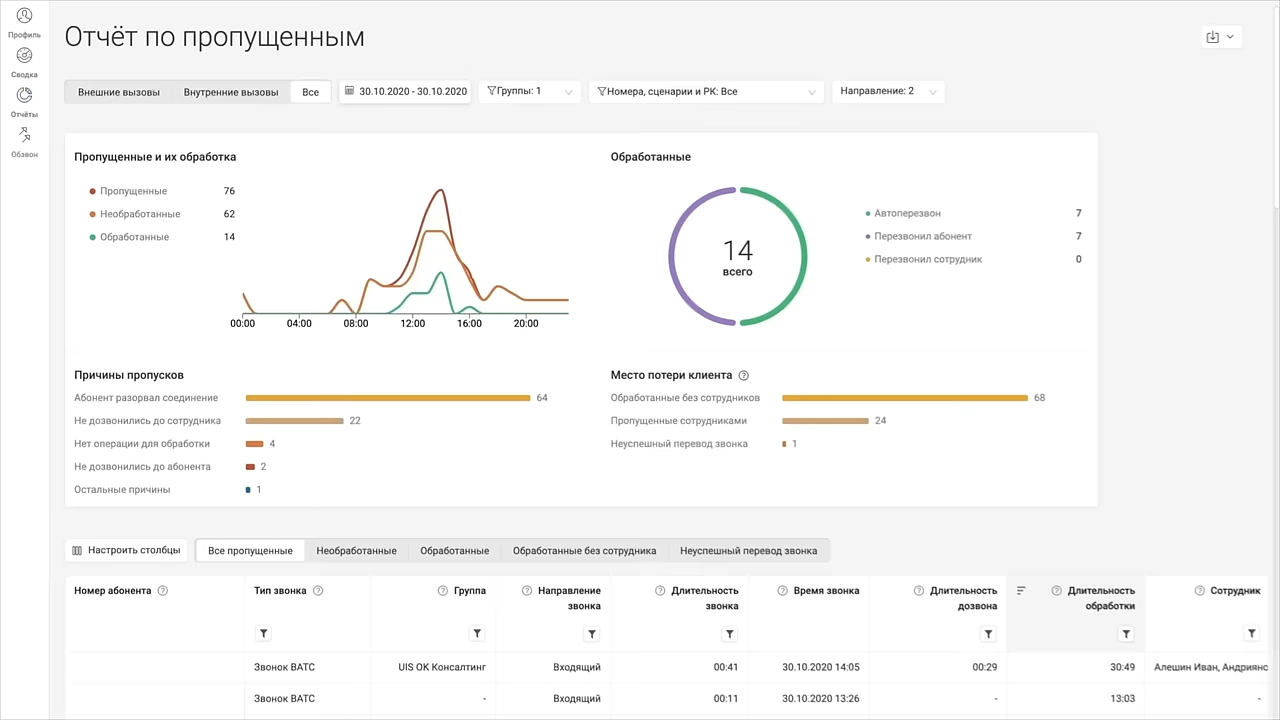 Профиль
Сводка
Отчёты
Обзвон
Отчёт по пропущенным
Внешние вызовы Внутренние вызовы Все 30.10.2020 - 30.10.2020 Группы: 1 Номера, сценарии и РК: Все Направление: 2
Пропущенные и их обработка
Пропущенные 76
Необработанные 62
Обработанные 14
00:00 04:00 08:00 12:00 16:00 20:00
Обработанные
14
всего
Автоперезвон 7
Перезвонил абонент 7
Перезвонил сотрудник 0
Причины пропусков
Абонент разорвал соединение 64
Не дозвонились до сотрудника 22
Нет операции для обработки 4
Не дозвонились до абонента 2
Остальные причины 1
Место потери клиента ?
Обработанные без сотрудников 68
Пропущенные сотрудниками 24
Неуспешный перевод звонка 1
Настроить столбцы Все пропущенные Необработанные Обработанные Обработанные без сотрудника Неуспешный перевод звонка
Номер абонента ? Тип звонка ? ? Группа ? Направление звонка ? Длительность звонка ? Время звонка ? Длительность дозвона ? Длительность обработки ? Сотрудник
Звонок ВАТС UIS ОК Консалтинг Входящий 00:41 30.10.2020 14:05 00:29 30:49 Алешин Иван, Андриянс
Звонок ВАТС - Входящий 00:11 30.10.2020 13:26 - 13:03 -